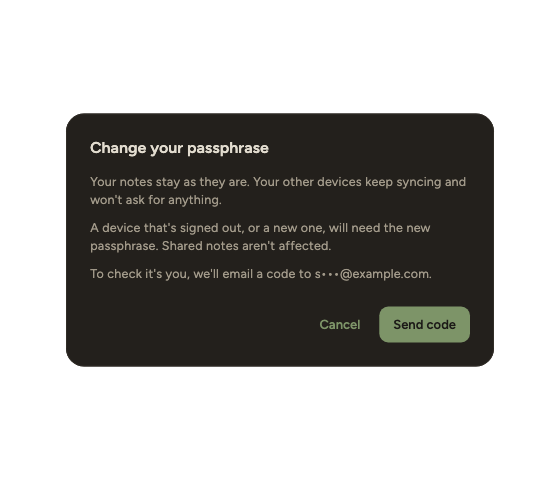 Change your passphrase
Your notes stay as they are. Your other devices keep syncing and
won't ask for anything.
A device that's signed out, or a new one, will need the new
passphrase. Shared notes aren't affected.
To check it's you, we'll email a code to s•••@example.com.
Cancel Send code